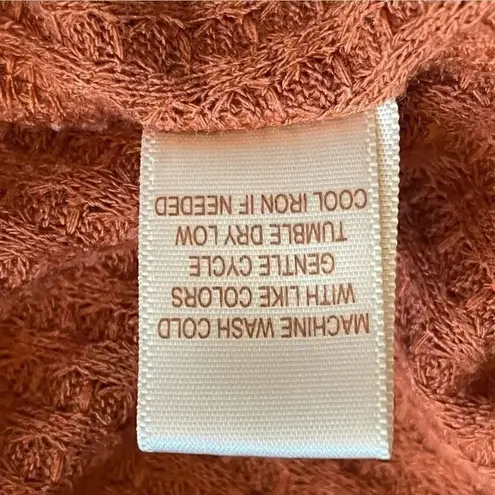 MACHINE WASH COLD
WITH LIKE COLORS
GENTLE CYCLE
TUMBLE DRY LOW
COOL IRON IF NEEDED